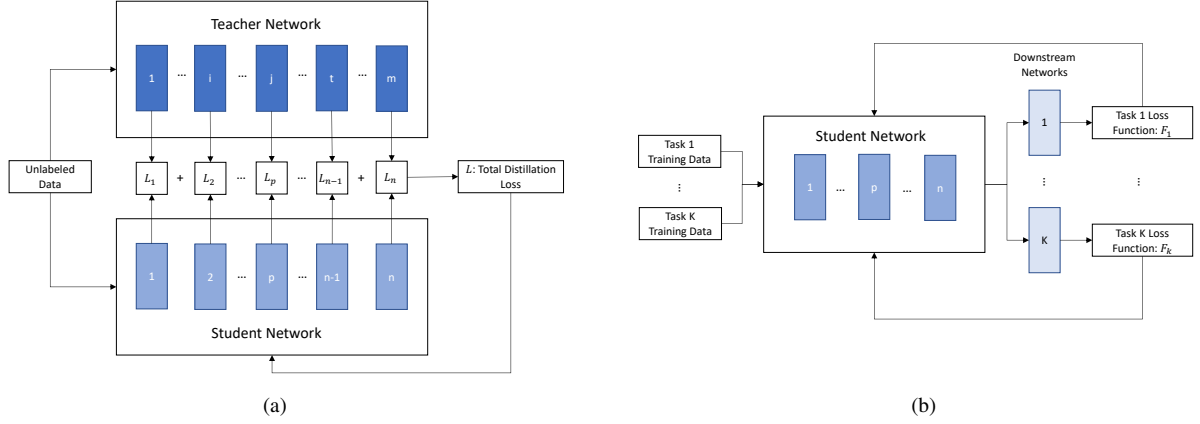 Teacher Network
1 ... i ... j ... t ... m
Unlabeled
Data
L₁ + L₂ ... Lₚ ... Lₙ₋₁ + Lₙ
L: Total Distillation
Loss
1 2 ... p ... n-1 n
Student Network
(a)
Downstream
Networks
Task 1
Training Data
⋮
Task K
Training Data
Student Network
1 ... p ... n
1
⋮
K
Task 1 Loss
Function: F₁
⋮
Task K Loss
Function: Fₖ
(b)